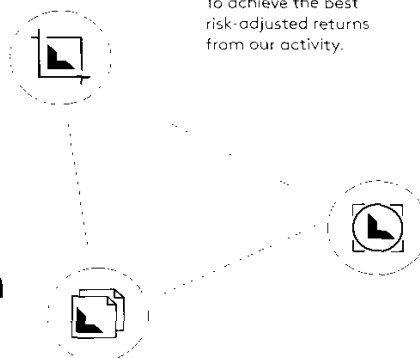 To achieve the best
risk-adjusted returns
from our activity.